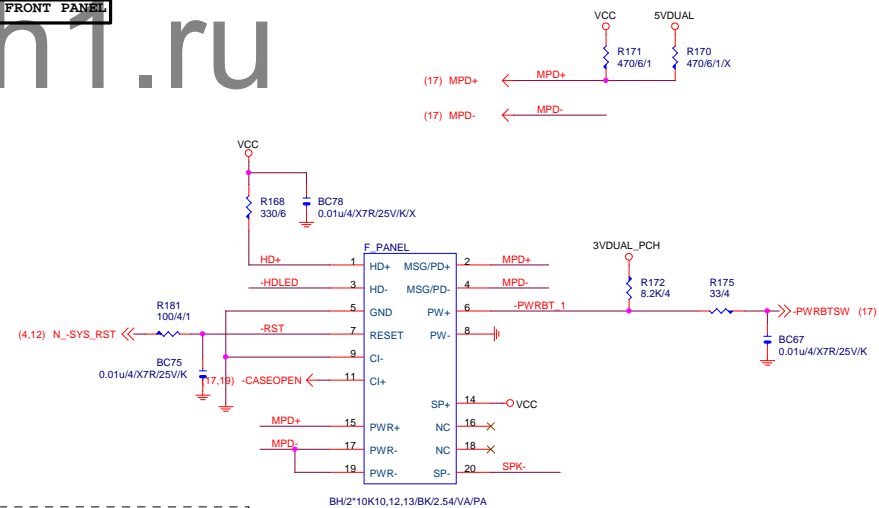 FRONT PANEL
h1.ru
VCC
5VDUAL
R171
470/6/1
R170
470/6/1/X
(17) MPD+
MPD+
(17) MPD-
MPD-
VCC
R168
330/6
BC78
0.01u/4/X7R/25V/K/X
F_PANEL
3VDUAL_PCH
HD+
1
HD+
MSG/PD+
2
MPD+
-HDLED
3
HD-
MSG/PD-
4
MPD-
R172
8.2K/4
R175
33/4
5
GND
PW+
6
-PWRBT_1
-PWRBTSW (17)
R181
100/4/1
(4,12) N_-SYS_RST
-RST
7
RESET
PW-
8
BC67
0.01u/4/X7R/25V/K
9
CI-
BC75
0.01u/4/X7R/25V/K
(17,19) -CASEOPEN
11
CI+
SP+
14
VCC
MPD+
15
PWR+
NC
16
MPD-
17
PWR-
NC
18
19
PWR-
SP-
20
SPK-
BH/2*10K10,12,13/BK/2.54/VA/PA